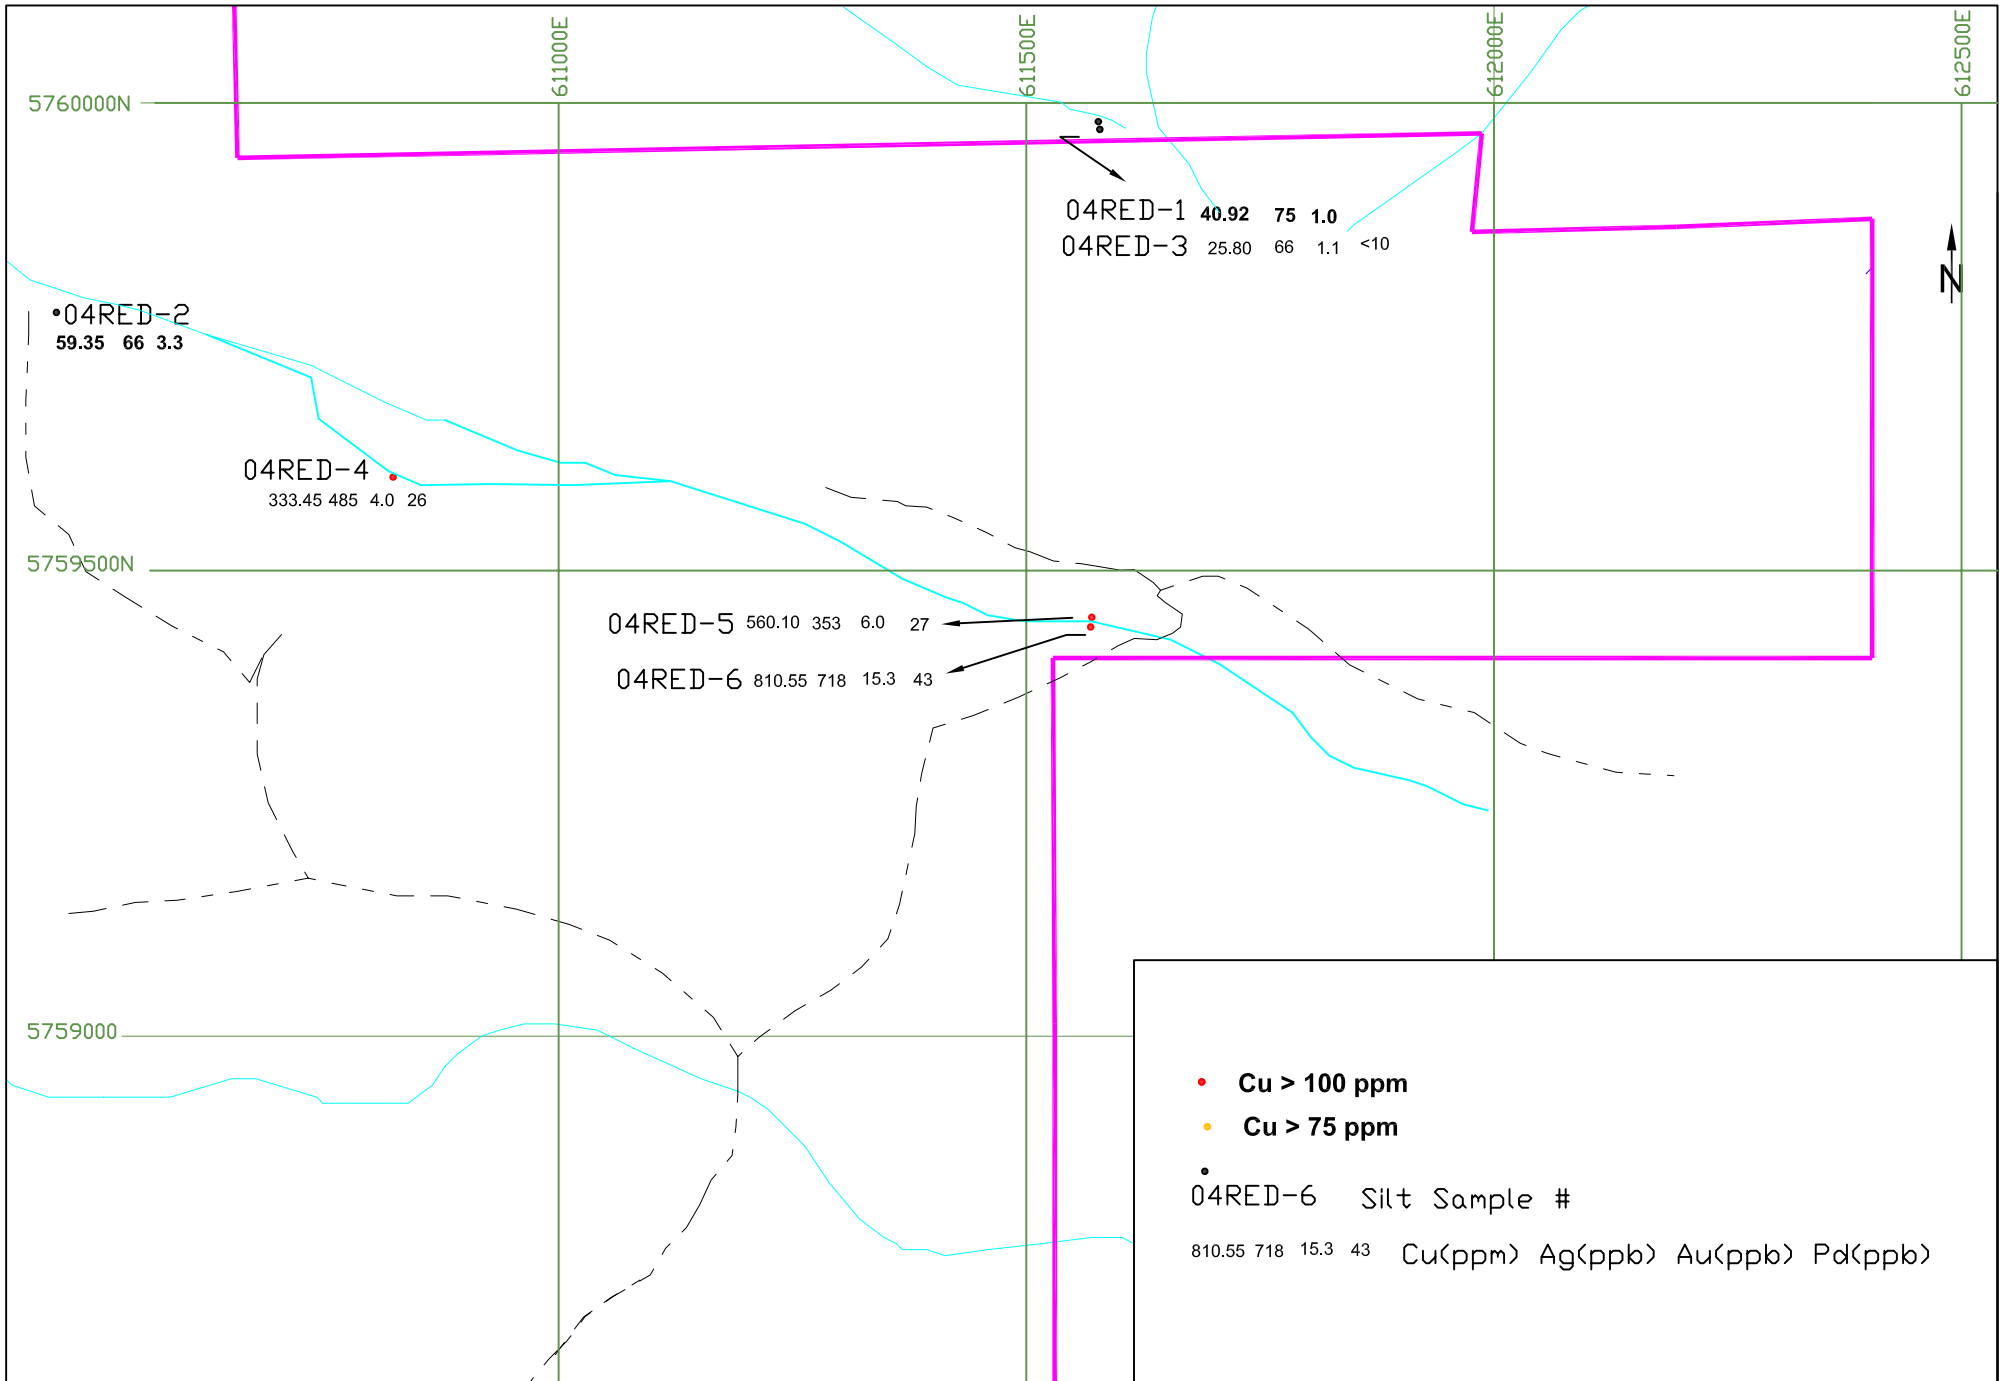 611000E
611500E
612000E
612500E
5760000N
04RED-1 40.92 75 1.0
04RED-3 25.80 66 1.1 <10
N
04RED-2
59.35 66 3.3
04RED-4
333.45 485 4.0 26
5759500N
04RED-5 560.10 353 6.0 27
04RED-6 810.55 718 15.3 43
5759000
Cu > 100 ppm
Cu > 75 ppm
04RED-6 Silt Sample #
810.55 718 15.3 43 Cu(ppm) Ag(ppb) Au(ppb) Pd(ppb)